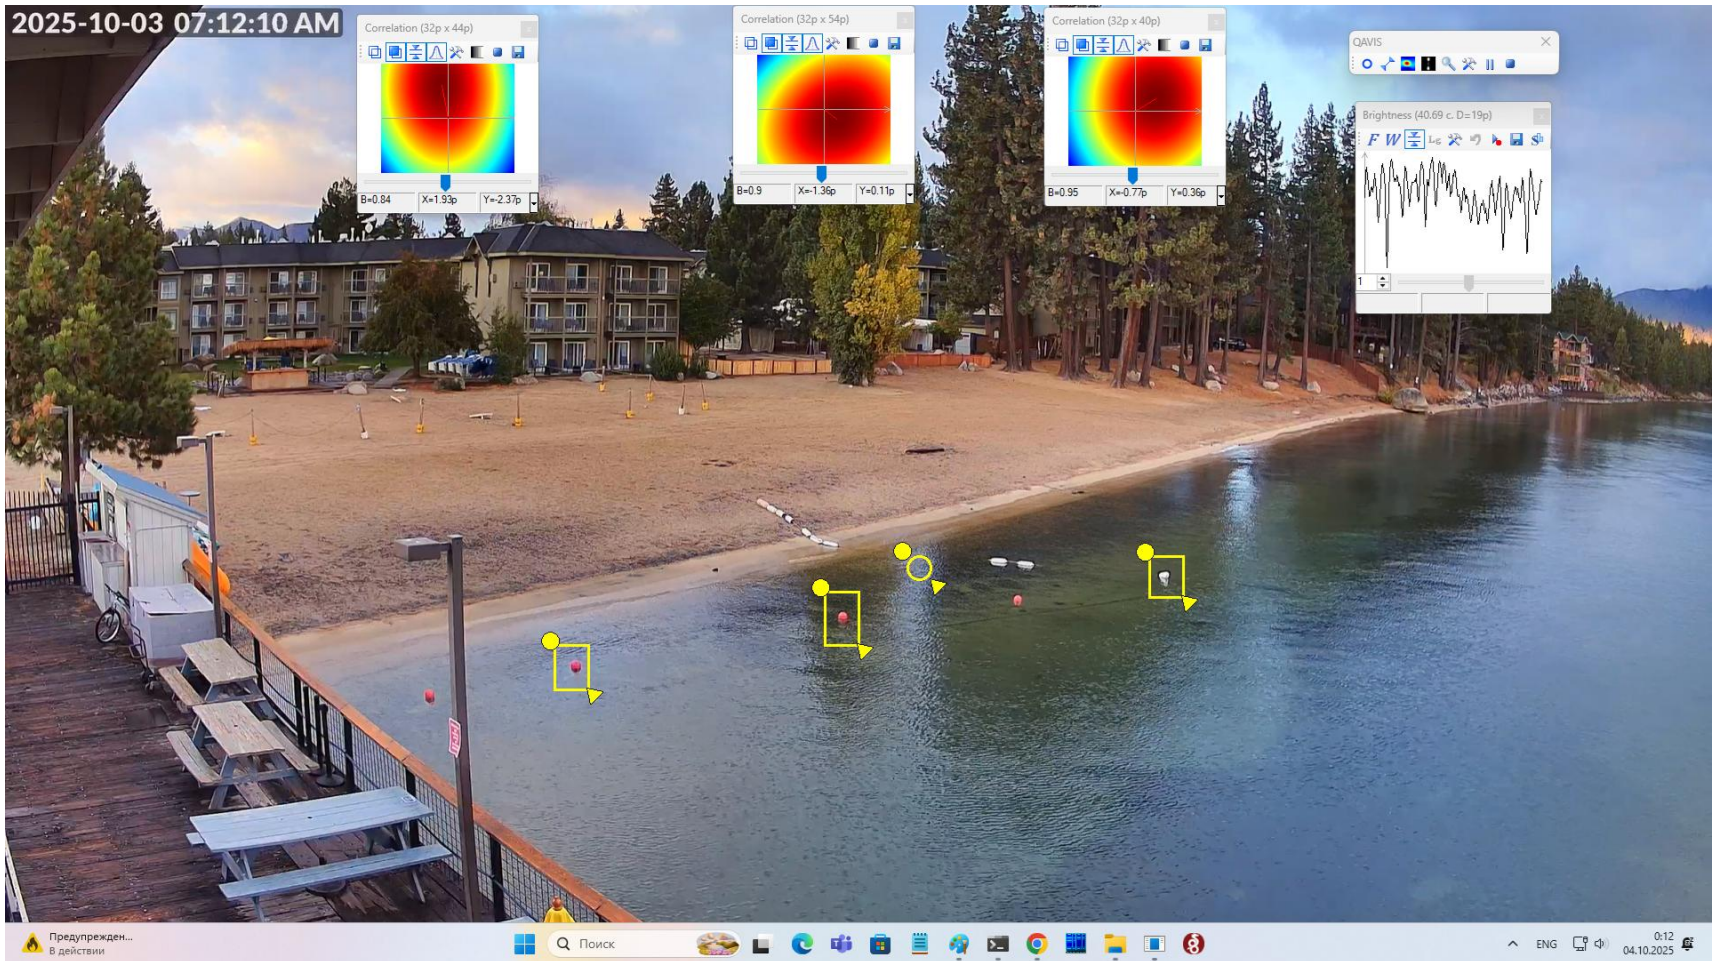 2025-10-03 07:12:10 AM
Correlation (32p x 44p)
B=0.84 X=1.93p Y=-2.37p
Correlation (32p x 54p)
B=0.9 X=-1.36p Y=0.11p
Correlation (32p x 40p)
B=0.95 X=-0.77p Y=0.36p
QAVIS
Brightness (40.69 c. D=19p)
F W Lg
1
Предупрежден...
В действии
Поиск
ENG
0:12
04.10.2025